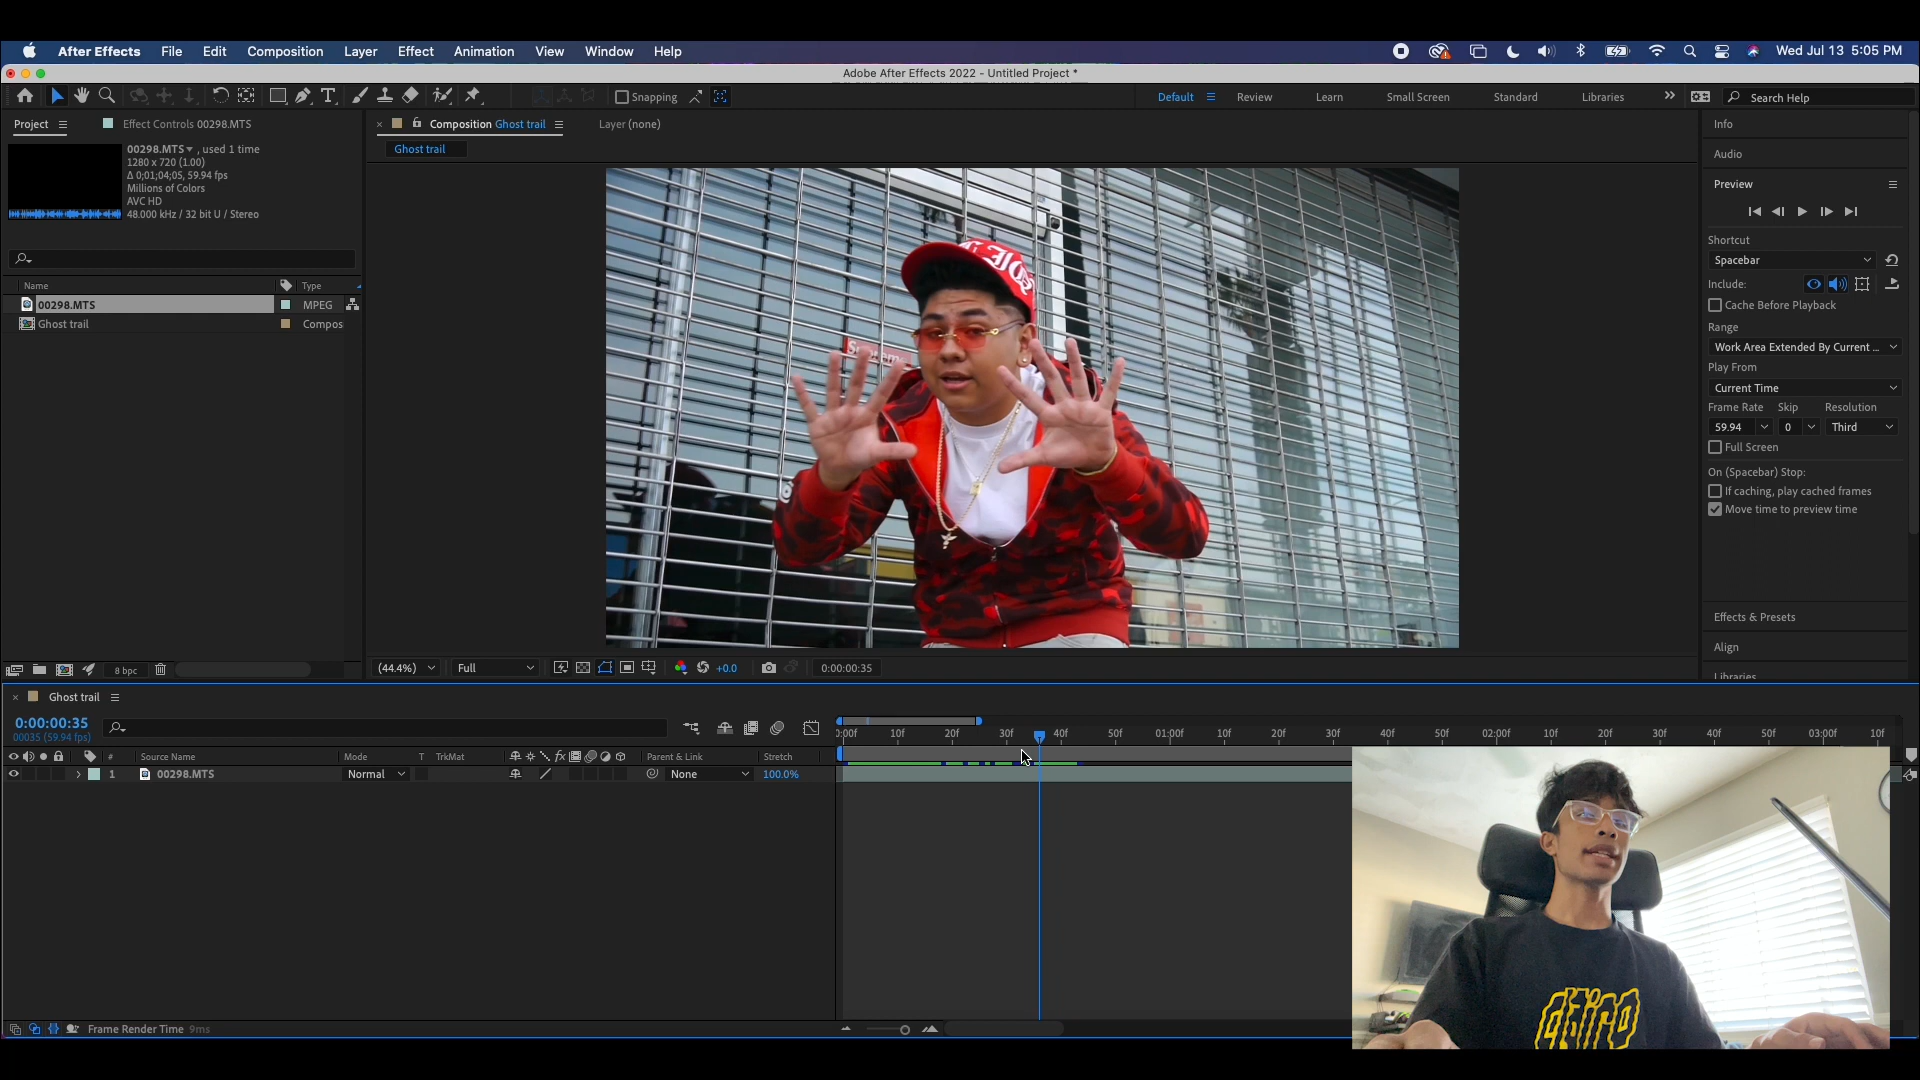 After Effects File Edit Composition Layer Effect Animation View Window Help Wed Jul 13 5:05 PM
Adobe After Effects 2022 - Untitled Project *
Snapping Default Review Learn Small Screen Standard Libraries Search Help
Project Effect Controls 00298.MTS
Composition Ghost trail Layer (none)
Ghost trail
00298.MTS , used 1 time
1280 x 720 (1.00)
Δ 0;01;04;05, 59.94 fps
Millions of Colors
AVC HD
48.000 kHz / 32 bit U / Stereo
Name Type
00298.MTS MPEG
Ghost trail Compos
8 bpc
Supreme
(44.4%) Full +0.0 0:00:00:35
Info
Audio
Preview
Shortcut
Spacebar
Include:
Cache Before Playback
Range
Work Area Extended By Current ...
Play From
Current Time
Frame Rate Skip Resolution
59.94 0 Third
Full Screen
On (Spacebar) Stop:
If caching, play cached frames
Move time to preview time
Effects & Presets
Align
Libraries
Ghost trail
0:00:00:35
00035 (59.94 fps)
:00f 10f 20f 30f 40f 50f 01:00f 10f 20f 30f 40f 50f 02:00f 10f 20f 30f 40f 50f 03:00f 10f
# Source Name Mode T TrkMat Parent & Link Stretch
1 00298.MTS Normal None 100.0%
Frame Render Time 9ms